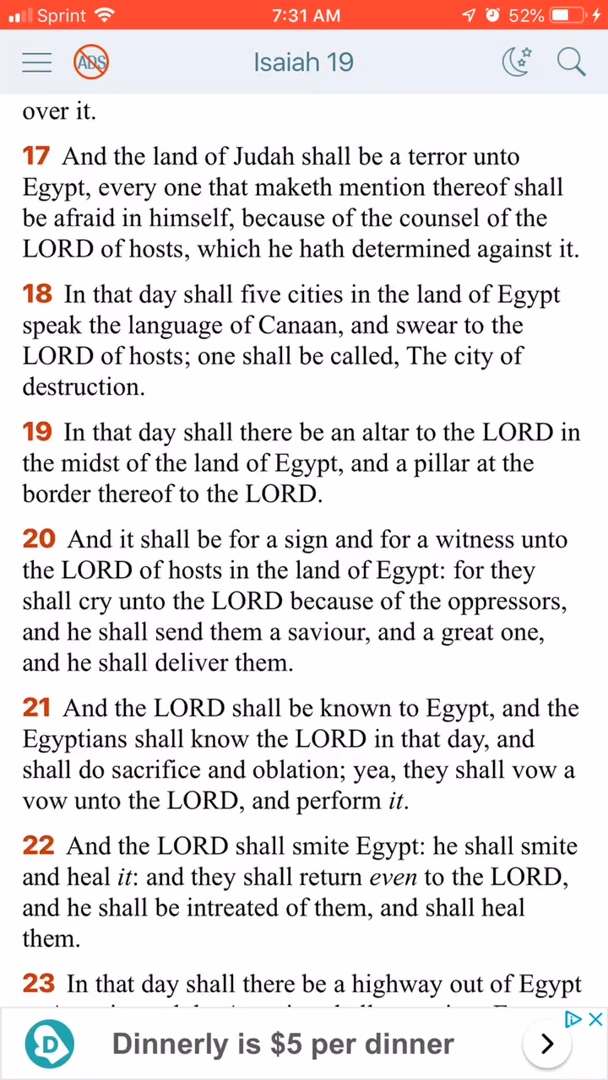 Sprint 7:31 AM 52%
ADS Isaiah 19
over it.
17 And the land of Judah shall be a terror unto
Egypt, every one that maketh mention thereof shall
be afraid in himself, because of the counsel of the
LORD of hosts, which he hath determined against it.
18 In that day shall five cities in the land of Egypt
speak the language of Canaan, and swear to the
LORD of hosts; one shall be called, The city of
destruction.
19 In that day shall there be an altar to the LORD in
the midst of the land of Egypt, and a pillar at the
border thereof to the LORD.
20 And it shall be for a sign and for a witness unto
the LORD of hosts in the land of Egypt: for they
shall cry unto the LORD because of the oppressors,
and he shall send them a saviour, and a great one,
and he shall deliver them.
21 And the LORD shall be known to Egypt, and the
Egyptians shall know the LORD in that day, and
shall do sacrifice and oblation; yea, they shall vow a
vow unto the LORD, and perform it.
22 And the LORD shall smite Egypt: he shall smite
and heal it: and they shall return even to the LORD,
and he shall be intreated of them, and shall heal
them.
23 In that day shall there be a highway out of Egypt
D Dinnerly is $5 per dinner